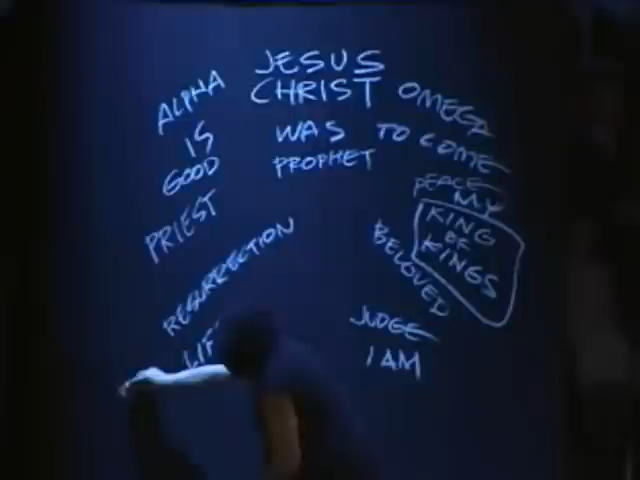 JESUS
ALPHA CHRIST OMEGA
IS WAS TO COME
GOOD PROPHET
PEACE
MY
PRIEST
KING
OF
KINGS
RESURRECTION
BELOVED
JUDGE
LIF
I AM